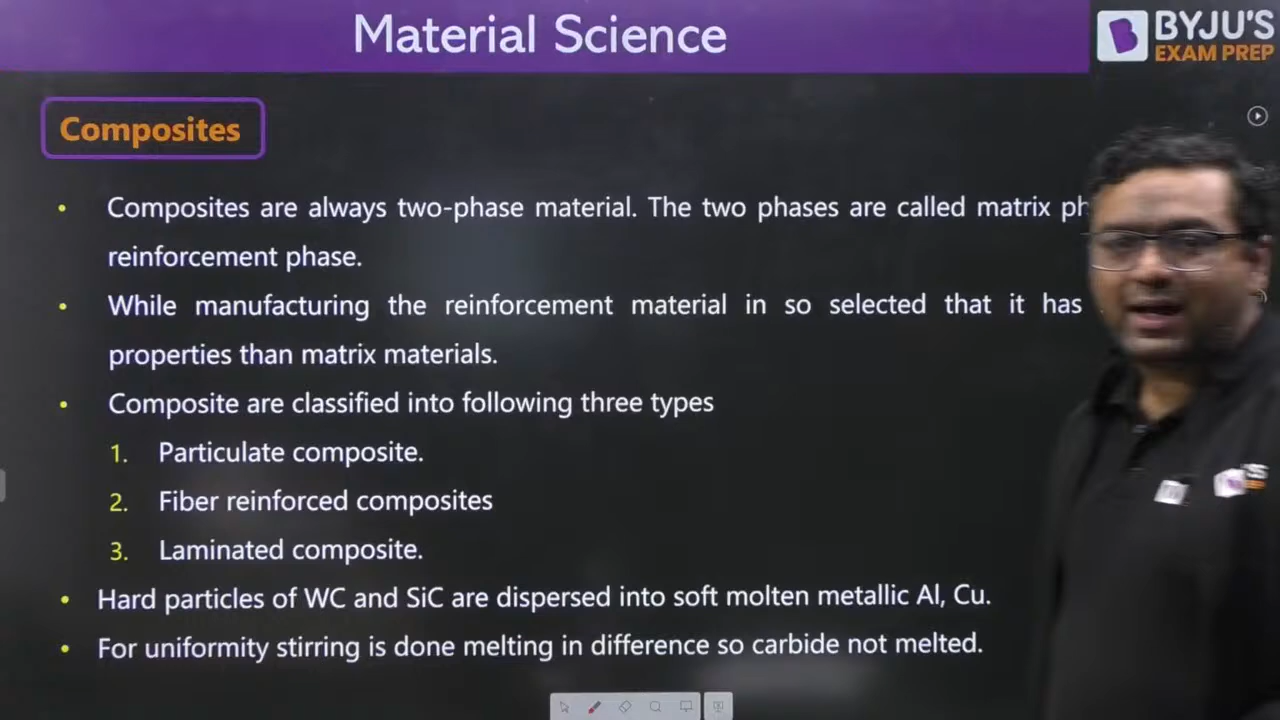 Material Science
BYJU'S
EXAM PREP
Composites
• Composites are always two-phase material. The two phases are called matrix
reinforcement phase.
• While manufacturing the reinforcement material in so selected that it has
properties than matrix materials.
• Composite are classified into following three types
1. Particulate composite.
2. Fiber reinforced composites
3. Laminated composite.
• Hard particles of WC and SiC are dispersed into soft molten metallic Al, Cu.
• For uniformity stirring is done melting in difference so carbide not melted.